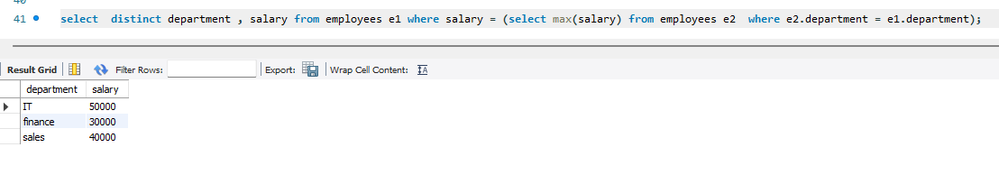 40
41 select distinct department , salary from employees e1 where salary = (select max(salary) from employees e2 where e2.department = e1.department);
Result Grid Filter Rows: Export: Wrap Cell Content:
department salary
IT 50000
finance 30000
sales 40000